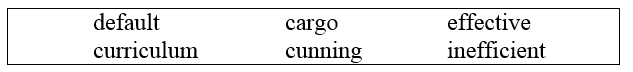 default cargo effective
curriculum cunning inefficient